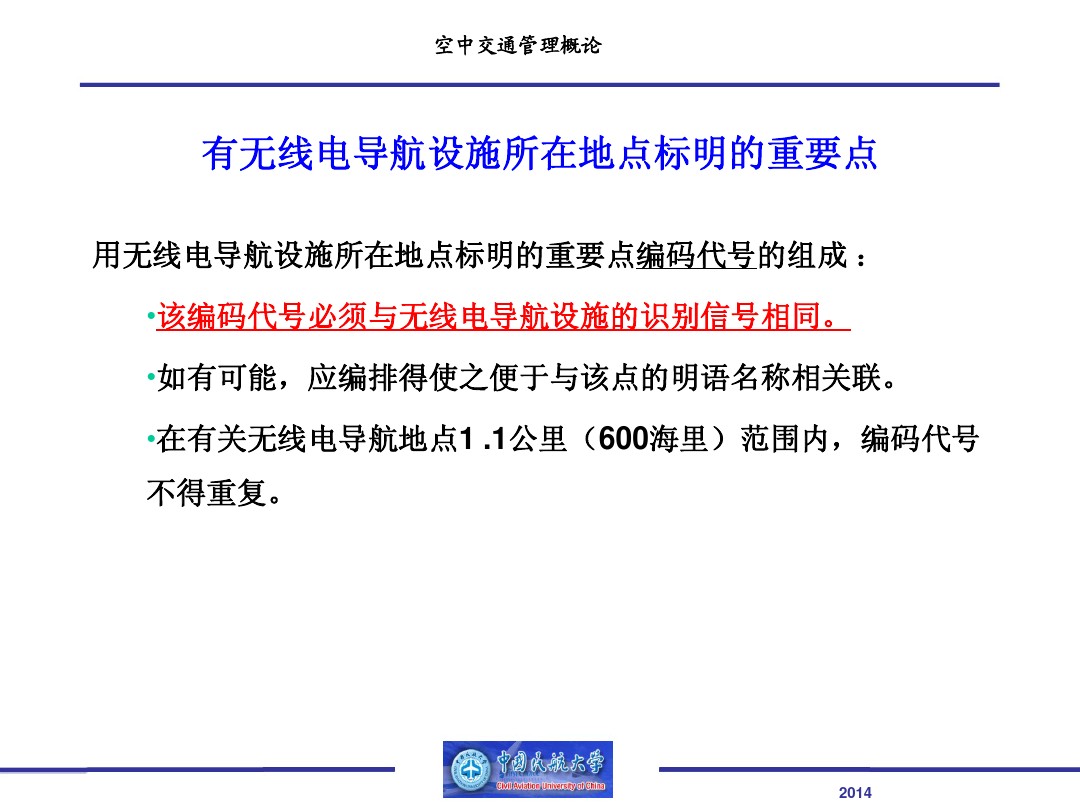 空中交通管理概论
有无线电导航设施所在地点标明的重要点
用无线电导航设施所在地点标明的重要点编码代号的组成：
•该编码代号必须与无线电导航设施的识别信号相同。
•如有可能，应编排得使之便于与该点的明语名称相关联。
•在有关无线电导航地点1 .1公里（600海里）范围内，编码代号
不得重复。
中国民航大学
Civil Aviation University of China
2014